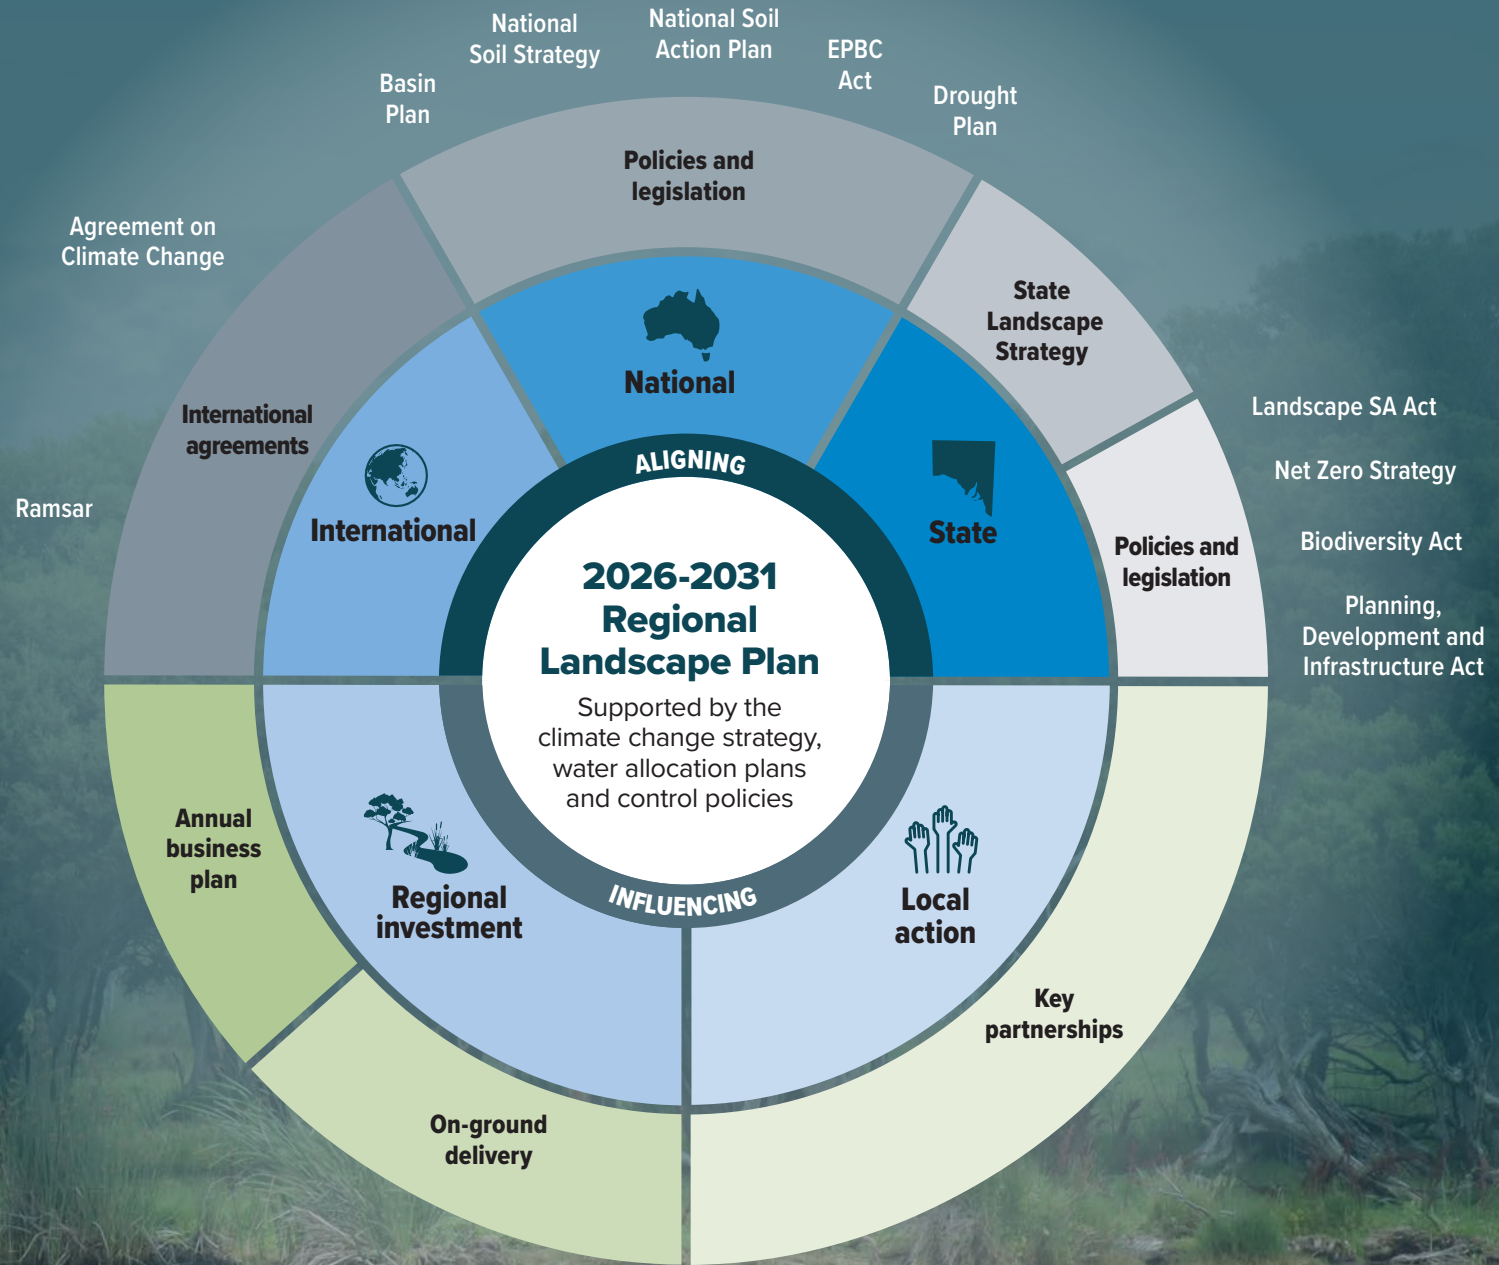 National
Soil Strategy
National Soil
Action Plan
EPBC
Act
Basin
Plan
Drought
Plan
Policies and
legislation
Agreement on
Climate Change
State
Landscape
Strategy
National
International
agreements
Landscape SA Act
Net Zero Strategy
Ramsar
International
ALIGNING
State
Biodiversity Act
Policies and
legislation
Planning,
Development and
Infrastructure Act
2026-2031
Regional
Landscape Plan
Supported by the
climate change strategy,
water allocation plans
and control policies
Annual
business
plan
Regional
investment
INFLUENCING
Local
action
Key
partnerships
On-ground
delivery